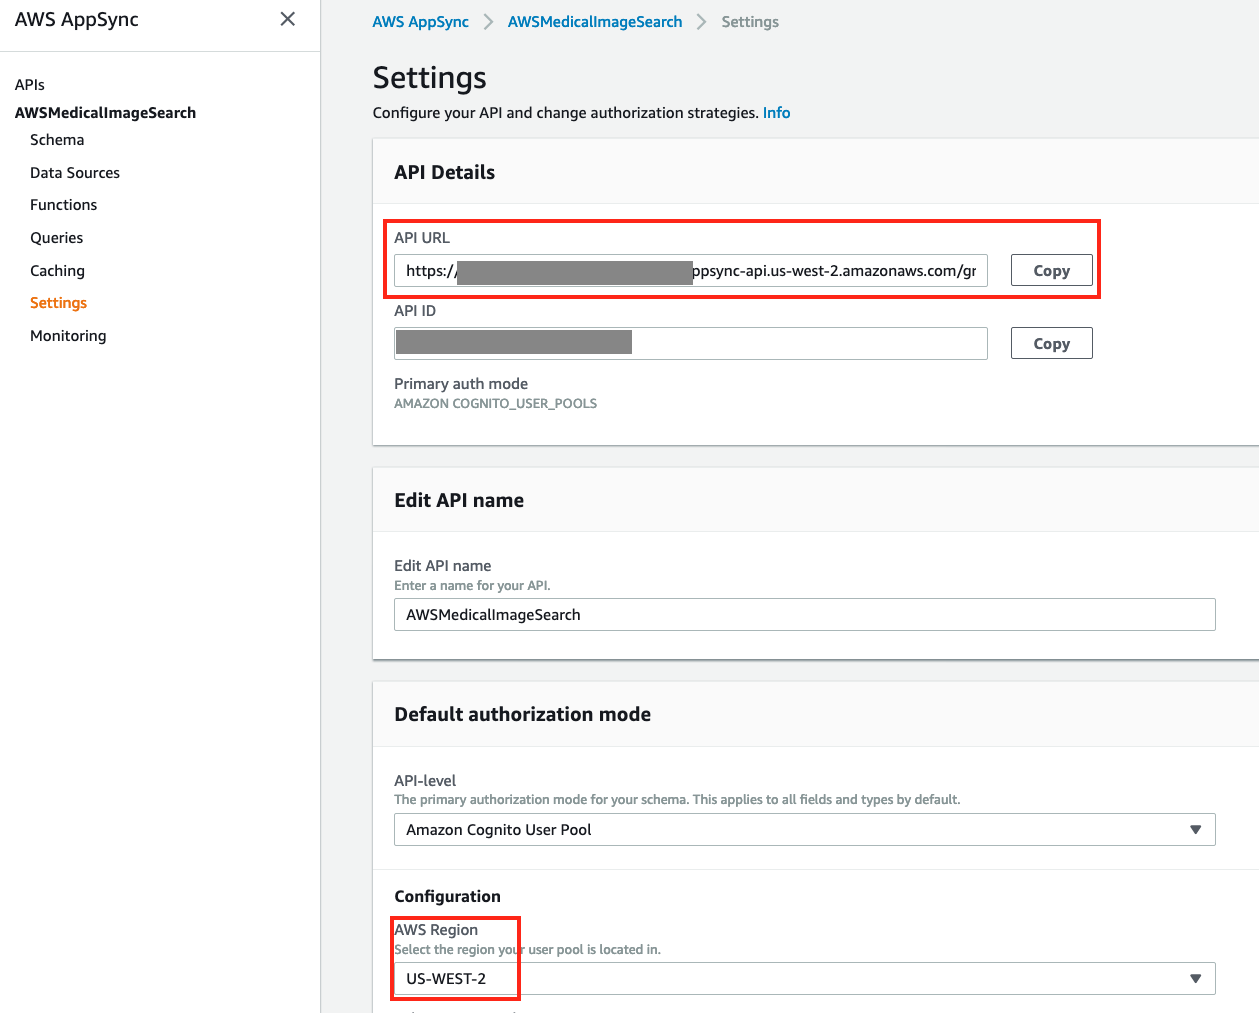 AWS AppSync
APIs
AWSMedicalImageSearch
Schema
Data Sources
Functions
Queries
Caching
Settings
Monitoring
AWS AppSync > AWSMedicalImageSearch > Settings
Settings
Configure your API and change authorization strategies. Info
API Details
API URL
https:/ ppsync-api.us-west-2.amazonaws.com/gr
Copy
API ID
Copy
Primary auth mode
AMAZON COGNITO_USER_POOLS
Edit API name
Edit API name
Enter a name for your API.
AWSMedicalImageSearch
Default authorization mode
API-level
The primary authorization mode for your schema. This applies to all fields and types by default.
Amazon Cognito User Pool
Configuration
AWS Region
Select the region your user pool is located in.
US-WEST-2